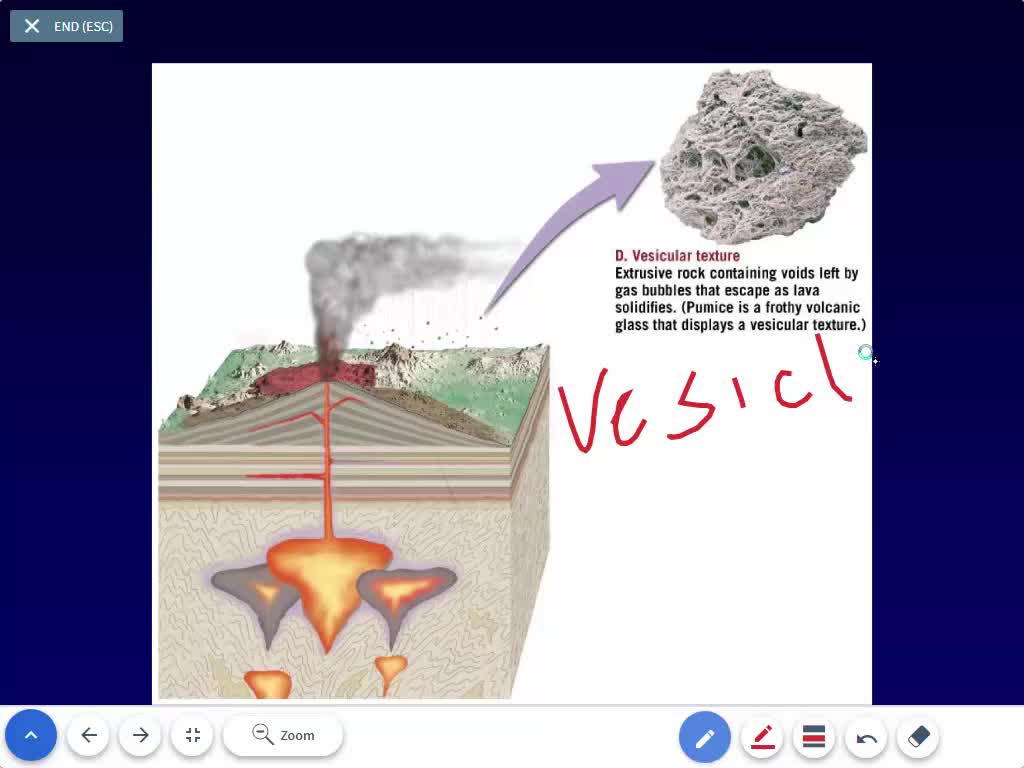 END (ESC)
D. Vesicular texture
Extrusive rock containing voids left by
gas bubbles that escape as lava
solidifies. (Pumice is a frothy volcanic
glass that displays a vesicular texture.)
Vesicl
Zoom